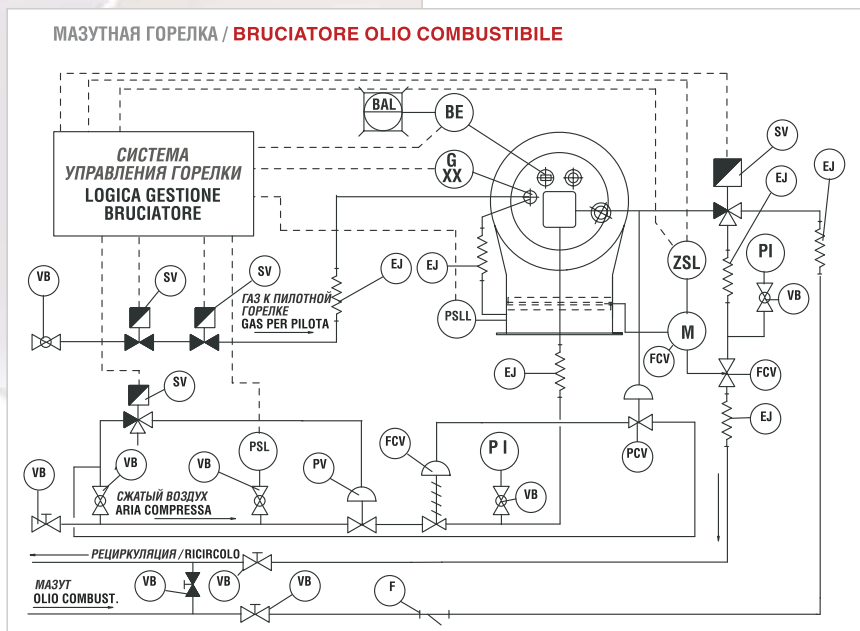 МАЗУТНАЯ ГОРЕЛКА / BRUCIATORE OLIO COMBUSTIBILE
BAL
BE
SV
СИСТЕМА
УПРАВЛЕНИЯ ГОРЕЛКИ
LOGICA GESTIONE
BRUCIATORE
G
XX
EJ
EJ
VB
SV
SV
EJ
EJ
ZSL
PI
VB
ГАЗ К ПИЛОТНОЙ
ГОРЕЛКЕ
GAS PER PILOTA
PSLL
M
FCV
FCV
EJ
SV
EJ
VB
VB
VB
PSL
PV
FCV
PI
VB
PCV
СЖАТЫЙ ВОЗДУХ
ARIA COMPRESSA
РЕЦИРКУЛЯЦИЯ / RICIRCOLO
МАЗУТ
OLIO COMBUST.
VB
VB
VB
F